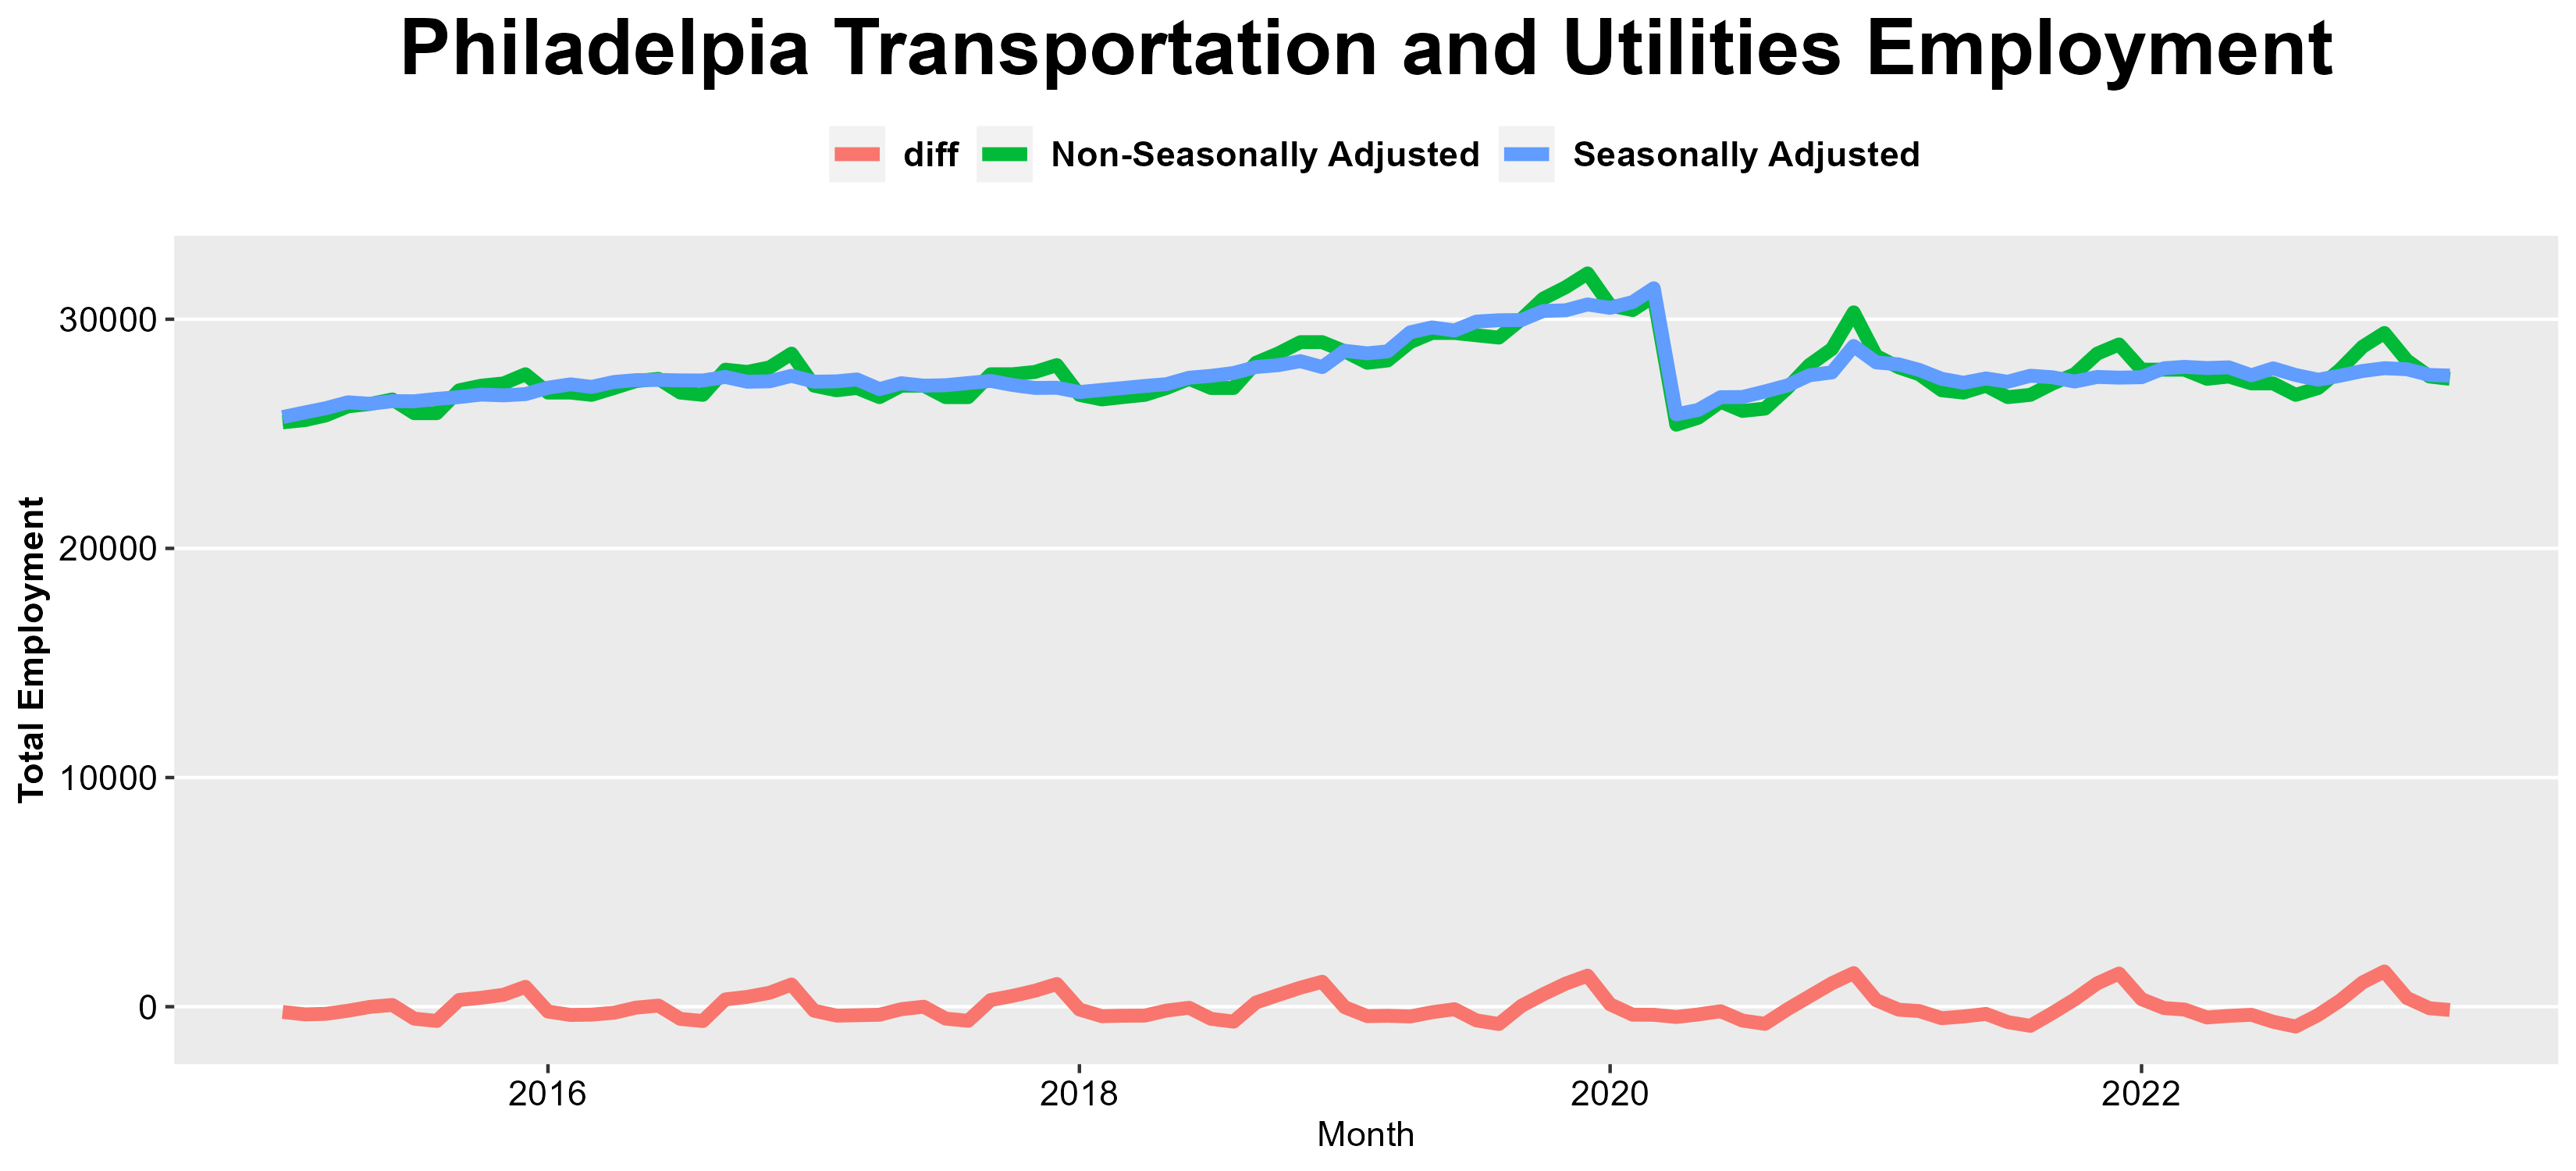 Philadelpia Transportation and Utilities Employment
diff Non-Seasonally Adjusted Seasonally Adjusted
30000
20000
10000
0
Total Employment
2016 2018 2020 2022
Month